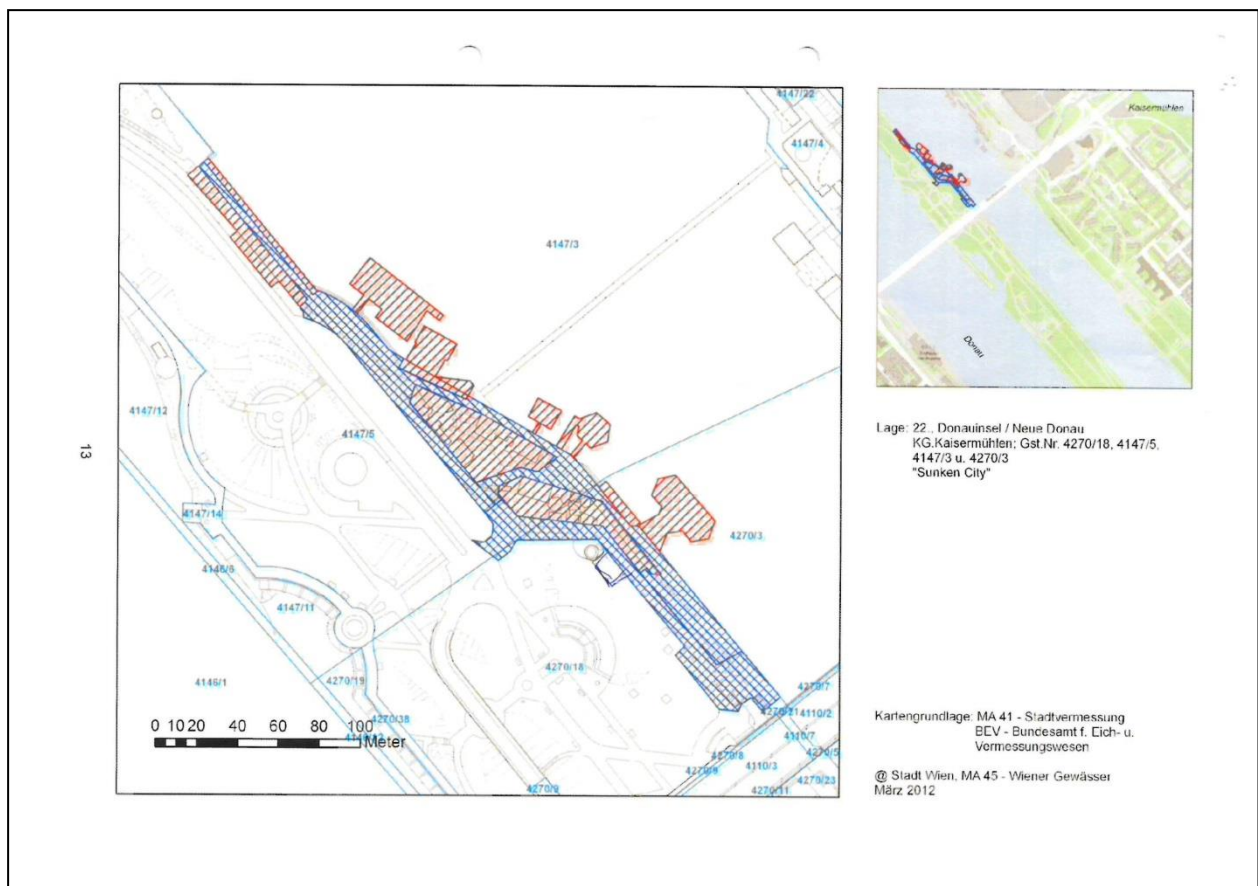 13
4147/22
4147/4
4147/3
4147/12
4147/5
4147/14
4146/6
4147/11
4270/3
4270/18
4146/1
4270/19
4270/38
4270/7
4270/21
4110/2
4110/7
4270/5
4270/8
4110/3
4270/23
4270/9
4270/11
0 10 20 40 60 80 100
Meter
Kaisermühlen
Donau
Lage: 22., Donauinsel / Neue Donau
KG.Kaisermühlen; Gst.Nr. 4270/18, 4147/5,
4147/3 u. 4270/3
"Sunken City"
Kartengrundlage: MA 41 - Stadtvermessung
BEV - Bundesamt f. Eich- u.
Vermessungswesen
@ Stadt Wien, MA 45 - Wiener Gewässer
März 2012